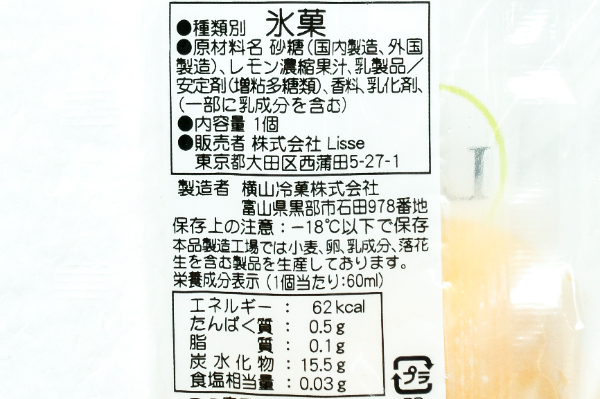 ●種類別 氷菓
●原材料名 砂糖(国内製造、外国
製造)、レモン濃縮果汁、乳製品/
安定剤(増粘多糖類)、香料、乳化剤、
(一部に乳成分を含む)
●内容量 1個
●販売者 株式会社 Lisse
東京都大田区西蒲田5-27-1
製造者 横山冷菓株式会社
富山県黒部市石田978番地
保存上の注意:-18℃以下で保存
本品製造工場では小麦、卵、乳成分、落花
生を含む製品を生産しております。
栄養成分表示(1個当たり:60ml)
エネルギー: 62kcal
たんぱく質: 0.5g
脂質: 0.1g
炭水化物: 15.5g
食塩相当量: 0.03g
プラ